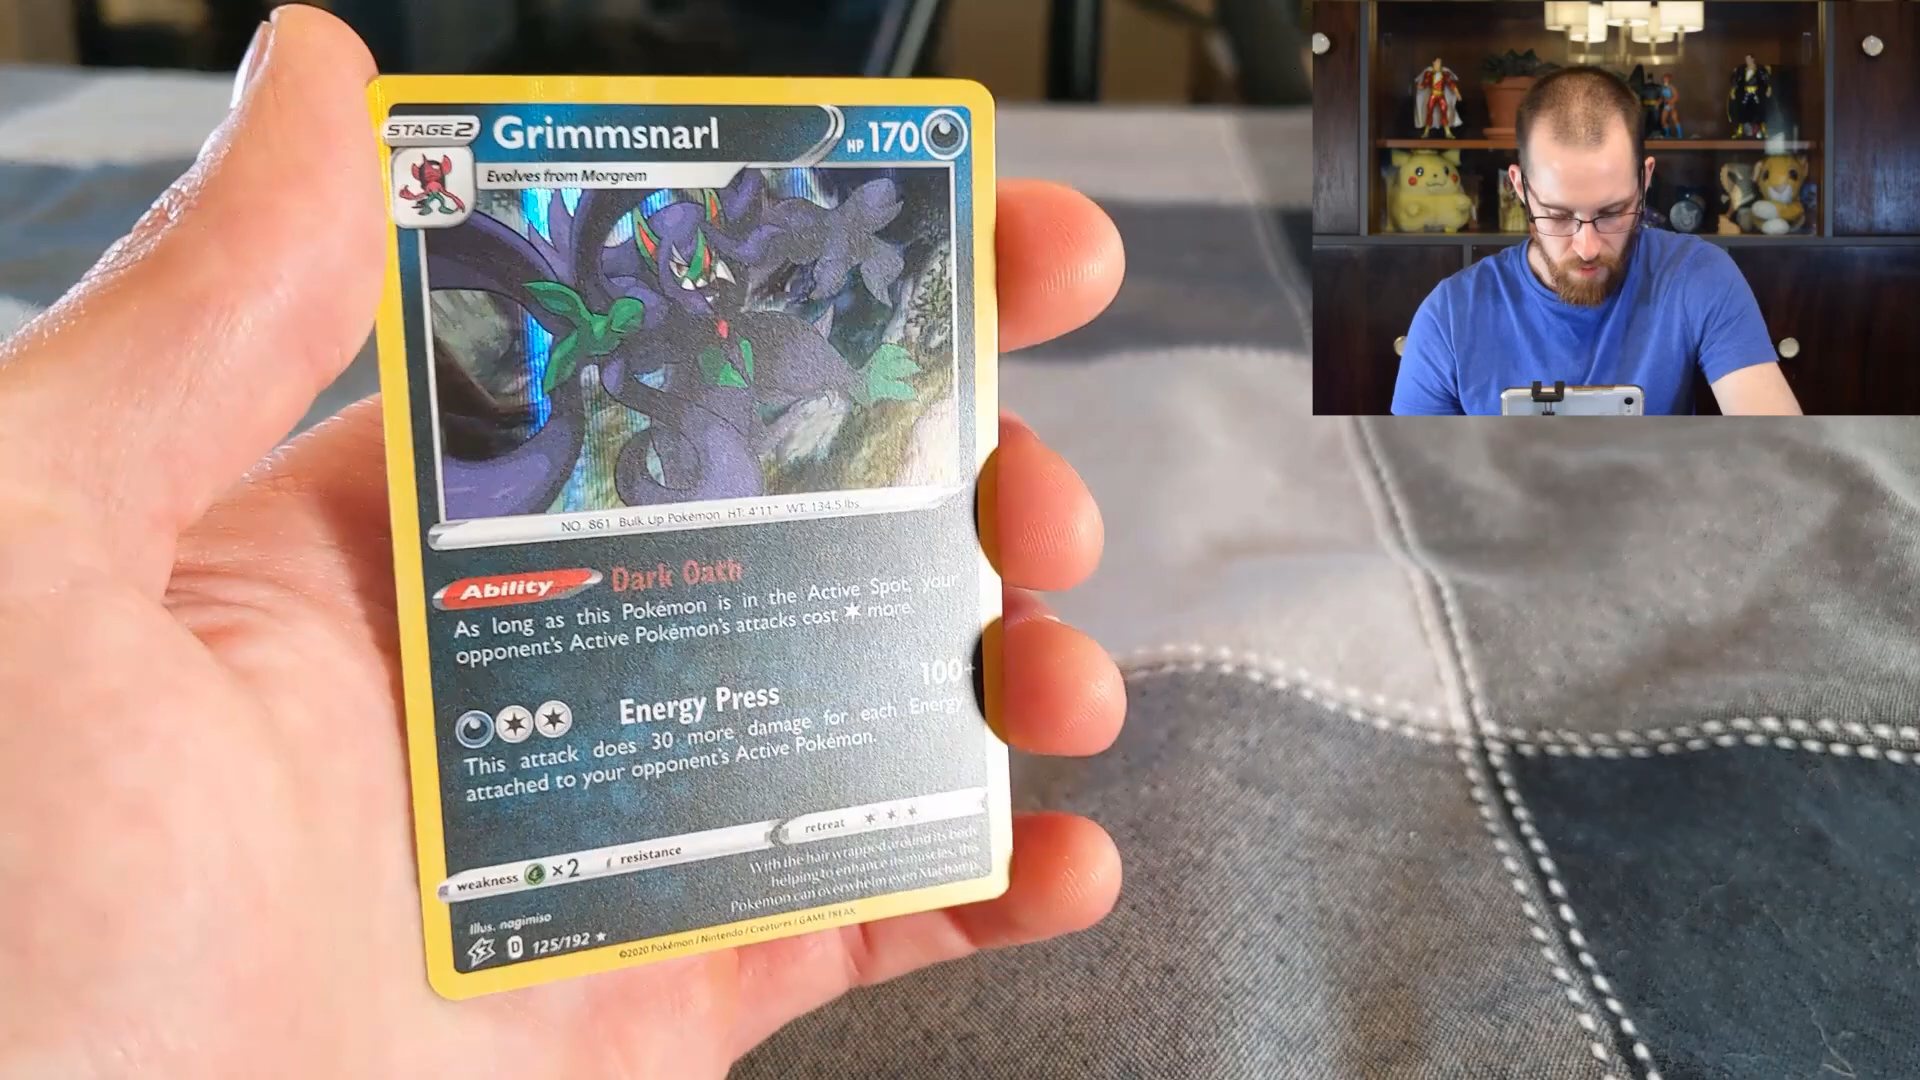 STAGE 2 Grimmsnarl HP 170
Evolves from Morgrem
NO. 861 Bulk Up Pokémon HT: 4'11" WT: 134.5 lbs
Ability Dark Oath
As long as this Pokémon is in the Active Spot, your
opponent's Active Pokémon's attacks cost more.
Energy Press 100+
This attack does 30 more damage for each Energy
attached to your opponent's Active Pokémon.
weakness ×2 resistance retreat
With the hair wrapped around its body
helping to enhance its muscles, this
Pokémon can overwhelm even Machamp.
Illus. nagimiso
D 125/192
©2020 Pokémon / Nintendo / Creatures / GAME FREAK